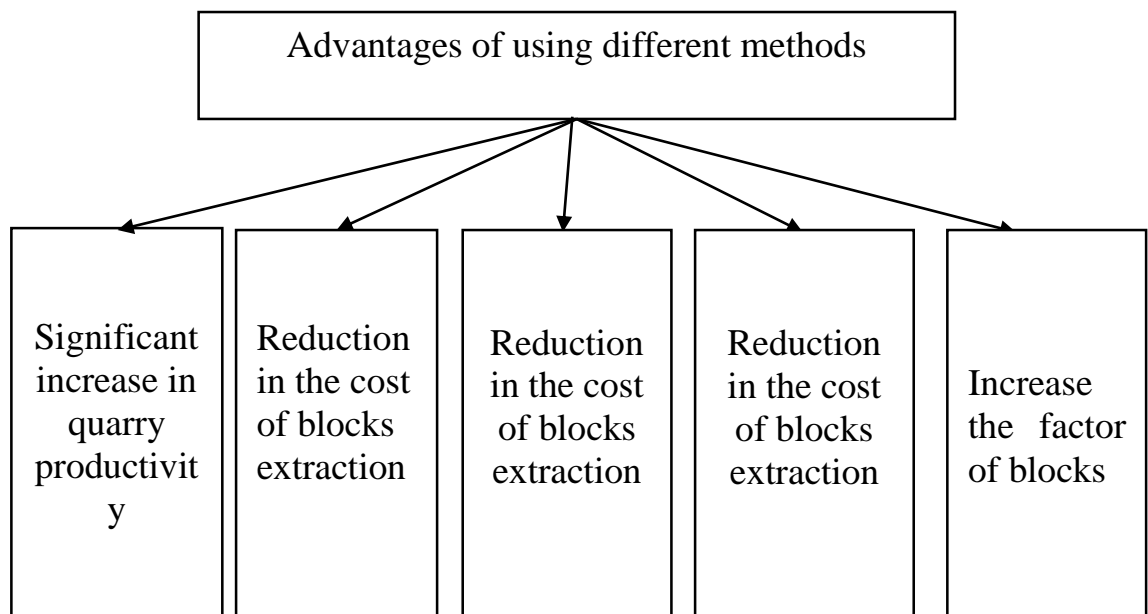 Advantages of using different methods
Significant
increase in
quarry
productivit
y
Reduction
in the cost
of blocks
extraction
Reduction
in the cost
of blocks
extraction
Reduction
in the cost
of blocks
extraction
Increase
the factor
of blocks